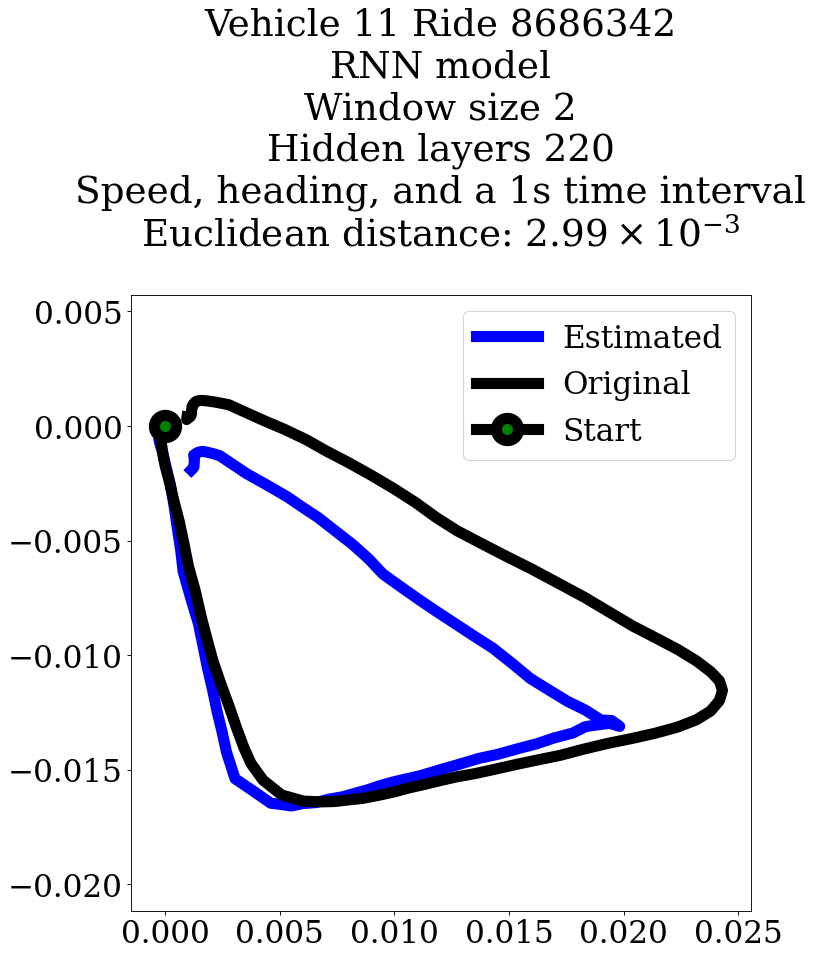 Vehicle 11 Ride 8686342
RNN model
Window size 2
Hidden layers 220
Speed, heading, and a 1s time interval
Euclidean distance: 2.99 × 10⁻³
0.005
0.000
−0.005
−0.010
−0.015
−0.020
Estimated
Original
Start
0.000 0.005 0.010 0.015 0.020 0.025